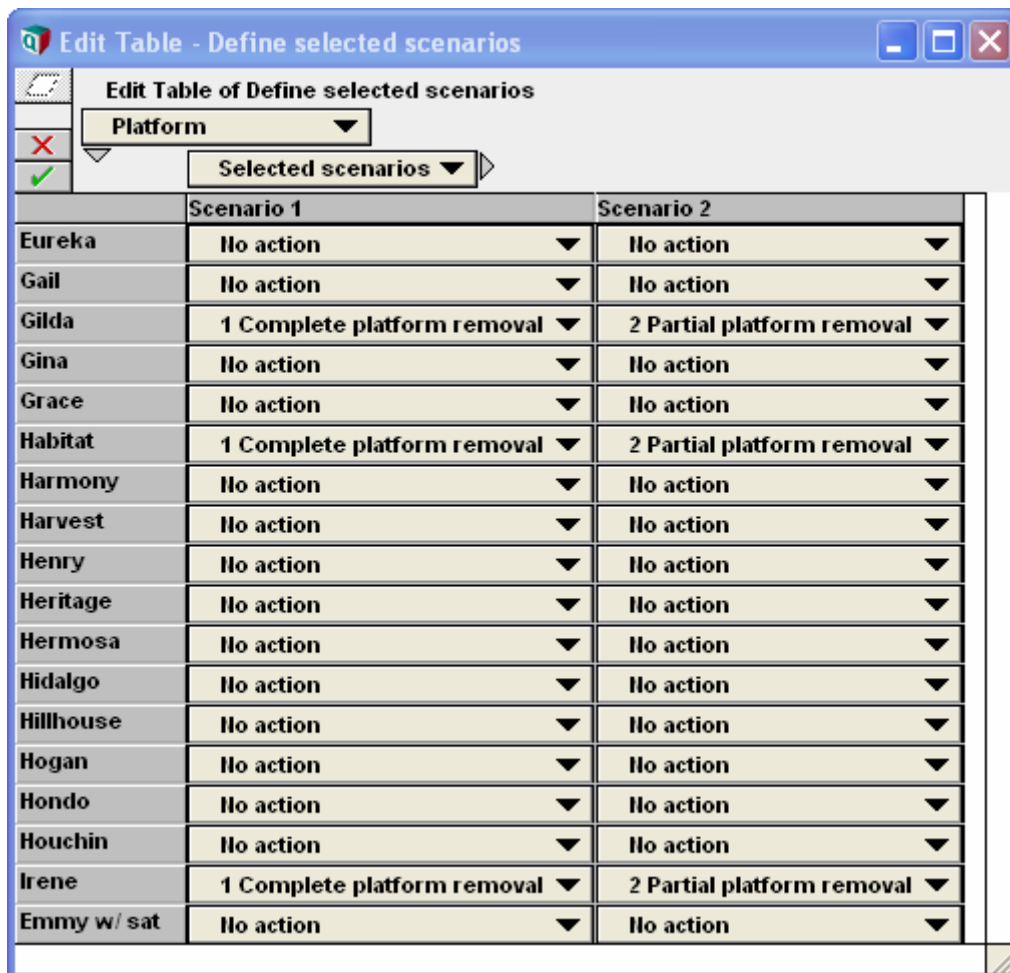 Edit Table - Define selected scenarios
Edit Table of Define selected scenarios
Platform
Selected scenarios
Scenario 1 Scenario 2
Eureka No action No action
Gail No action No action
Gilda 1 Complete platform removal 2 Partial platform removal
Gina No action No action
Grace No action No action
Habitat 1 Complete platform removal 2 Partial platform removal
Harmony No action No action
Harvest No action No action
Henry No action No action
Heritage No action No action
Hermosa No action No action
Hidalgo No action No action
Hillhouse No action No action
Hogan No action No action
Hondo No action No action
Houchin No action No action
Irene 1 Complete platform removal 2 Partial platform removal
Emmy w/ sat No action No action